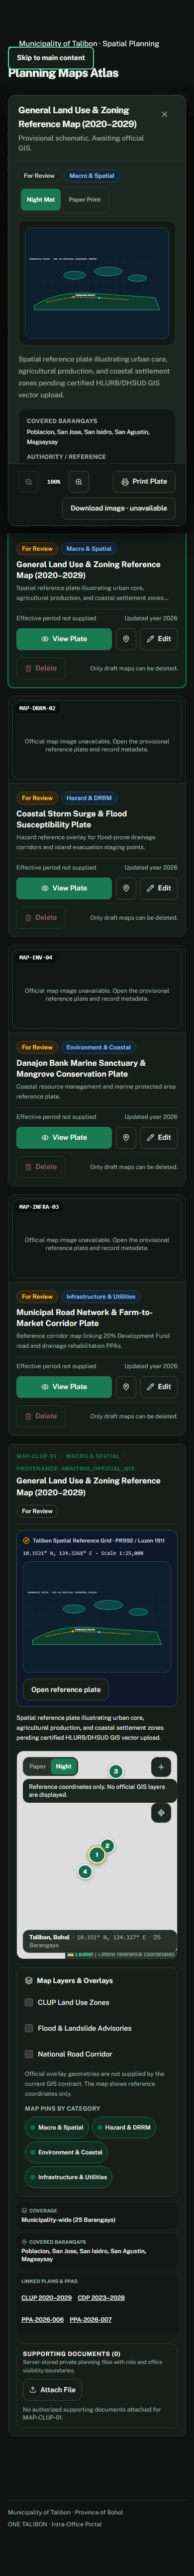 Municipality of Talibon · Spatial Planning
Skip to main content
Planning Maps Atlas
General Land Use & Zoning
Reference Map (2020–2029)
Provisional schematic. Awaiting official
GIS.
For Review
Macro & Spatial
Night Mat
Paper Print
Spatial reference plate illustrating urban core,
agricultural production, and coastal settlement
zones pending certified HLURB/DHSUD GIS
vector upload.
COVERED BARANGAYS
Poblacion, San Jose, San Isidro, San Agustin,
Magsaysay
AUTHORITY / REFERENCE
100%
Print Plate
Download image · unavailable
For Review
Macro & Spatial
General Land Use & Zoning Reference
Map (2020–2029)
Spatial reference plate illustrating urban core,
agricultural production, and coastal settlement zones…
Effective period not supplied
Updated year 2026
View Plate
Edit
Delete
Only draft maps can be deleted.
MAP-DRRM-02
Official map image unavailable. Open the provisional
reference plate and record metadata.
For Review
Hazard & DRRM
Coastal Storm Surge & Flood
Susceptibility Plate
Hazard reference overlay for flood-prone drainage
corridors and island evacuation staging points.
Effective period not supplied
Updated year 2026
View Plate
Edit
Delete
Only draft maps can be deleted.
MAP-ENV-04
Official map image unavailable. Open the provisional
reference plate and record metadata.
For Review
Environment & Coastal
Danajon Bank Marine Sanctuary &
Mangrove Conservation Plate
Coastal resource management and marine protected area
reference plate.
Effective period not supplied
Updated year 2026
View Plate
Edit
Delete
Only draft maps can be deleted.
MAP-INFRA-03
Official map image unavailable. Open the provisional
reference plate and record metadata.
For Review
Infrastructure & Utilities
Municipal Road Network & Farm-to-
Market Corridor Plate
Reference corridor map linking 20% Development Fund
road and drainage rehabilitation PPAs.
Effective period not supplied
Updated year 2026
View Plate
Edit
Delete
Only draft maps can be deleted.
MAP-CLUP-01 · MACRO & SPATIAL ·
PROVENANCE: AWAITING_OFFICIAL_GIS
General Land Use & Zoning Reference
Map (2020–2029)
For Review
Talibon Spatial Reference Grid · PRS92 / Luzon 1911
10.1531° N, 124.3268° E · Scale 1:25,000
Open reference plate
Spatial reference plate illustrating urban core,
agricultural production, and coastal settlement zones
pending certified HLURB/DHSUD GIS vector upload.
Paper
Night
3
+
Reference coordinates only. No official GIS layers
are displayed.
2
1
4
Talibon, Bohol · 10.151° N, 124.327° E · 25
Barangays
Leaflet | Offline reference coordinates
Map Layers & Overlays
CLUP Land Use Zones
Flood & Landslide Advisories
National Road Corridor
Official overlay geometries are not supplied by the
current GIS contract. The map shows reference
coordinates only.
MAP PINS BY CATEGORY
Macro & Spatial
Hazard & DRRM
Environment & Coastal
Infrastructure & Utilities
COVERAGE
Municipality-wide (25 Barangays)
COVERED BARANGAYS
Poblacion, San Jose, San Isidro, San Agustin,
Magsaysay
LINKED PLANS & PPAS
CLUP 2020–2029
CDP 2023–2028
PPA-2026-006
PPA-2026-007
SUPPORTING DOCUMENTS (0)
Server-stored private planning files with role and office
visibility boundaries.
Attach File
No authorized supporting documents attached for
MAP-CLUP-01.
Municipality of Talibon · Province of Bohol
ONE TALIBON · Intra-Office Portal